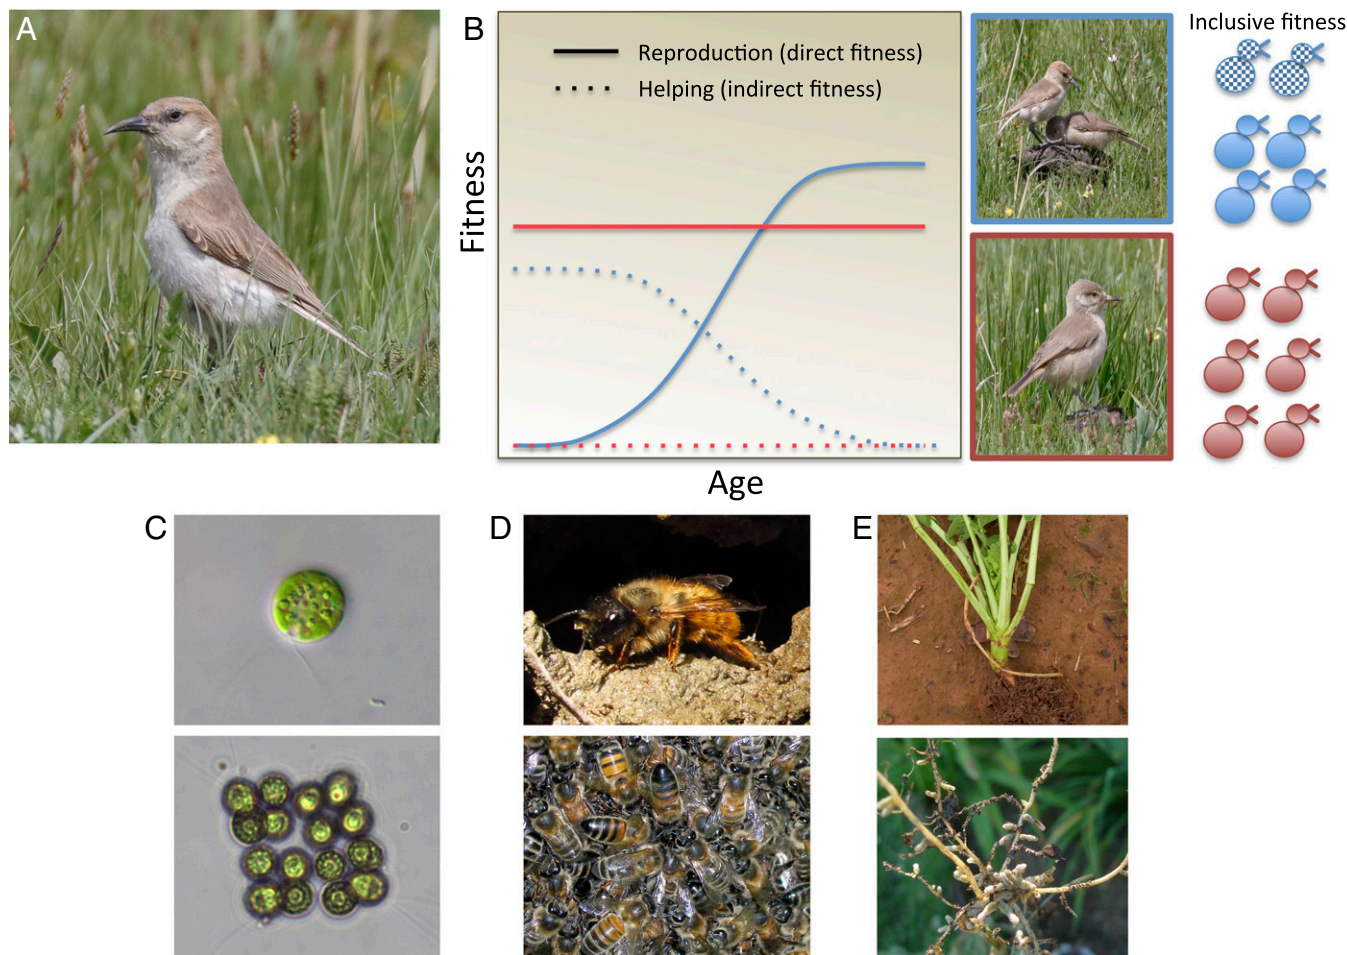 A
B
Reproduction (direct fitness)
Helping (indirect fitness)
Fitness
Age
Inclusive fitness
C
D
E